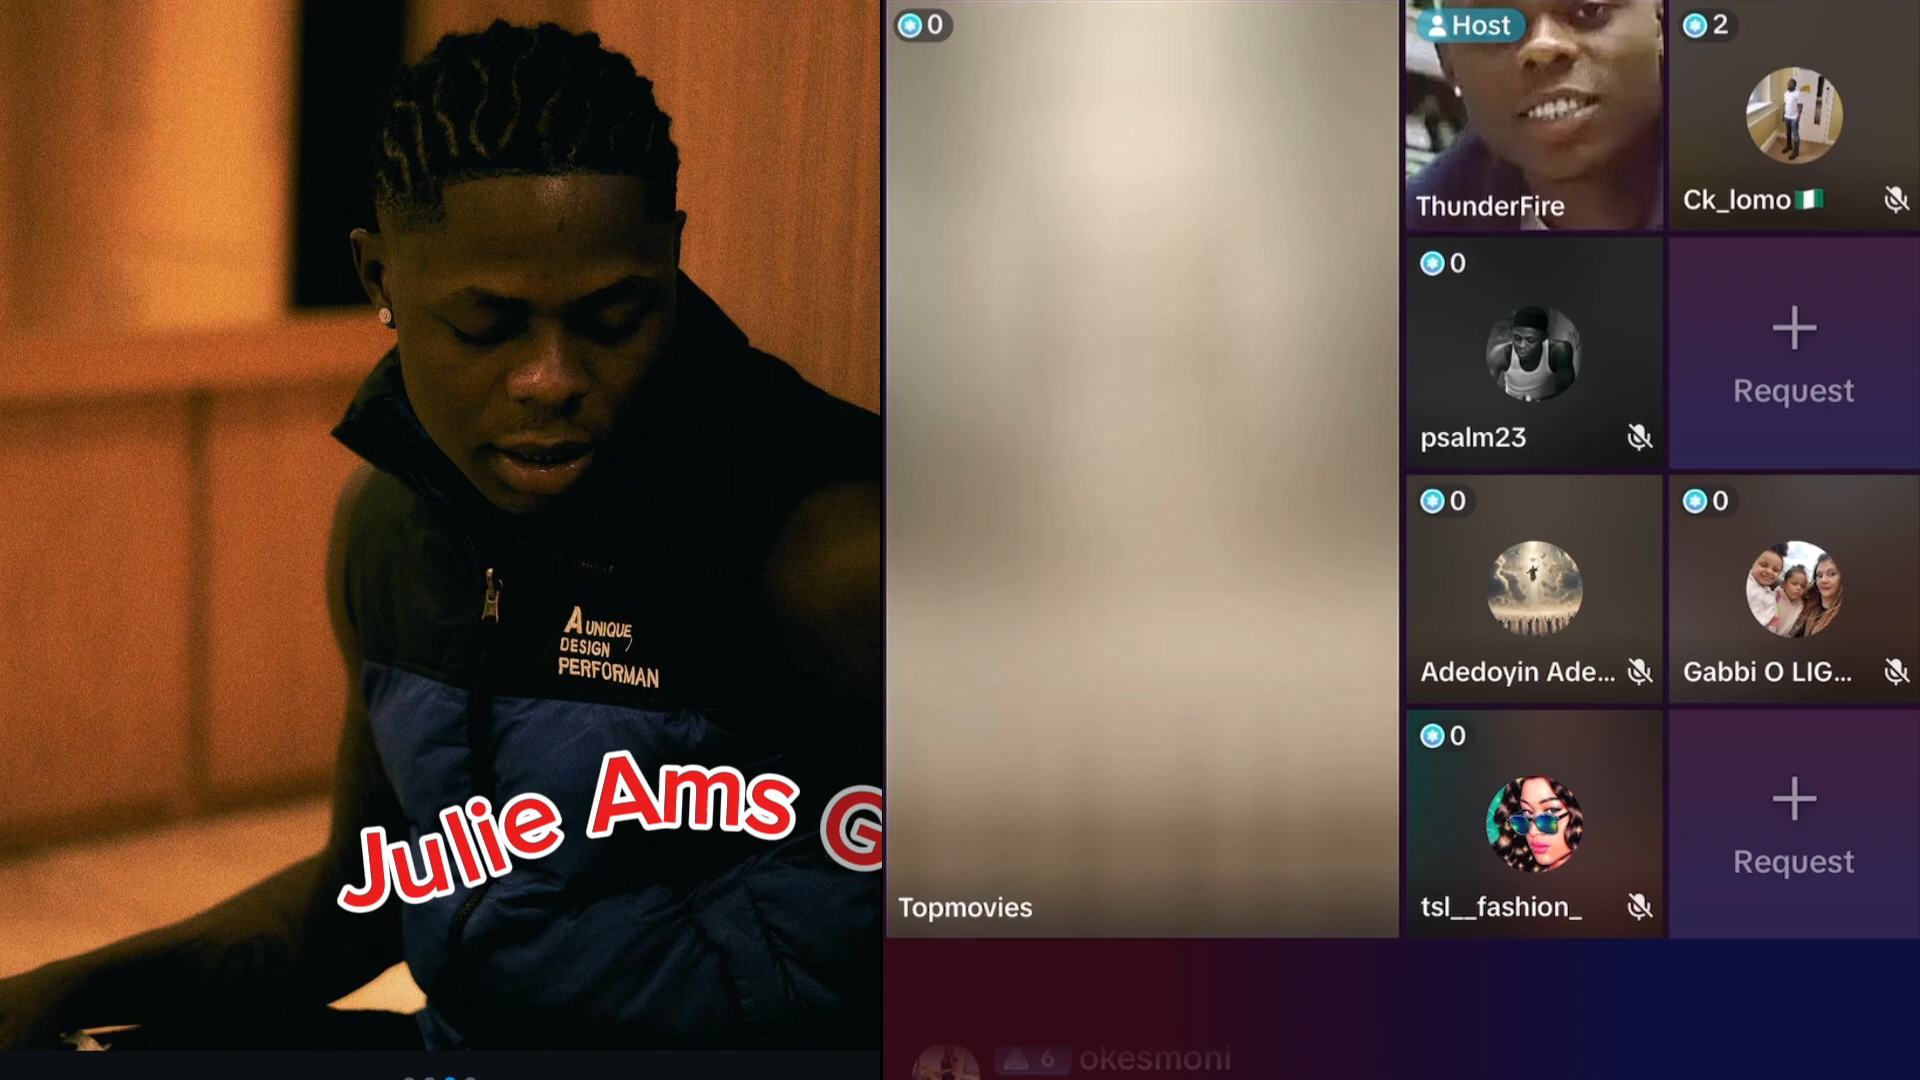 A UNIQUE,
DESIGN
PERFORMAN
Julie Ams G
0
Topmovies
Host
ThunderFire
2
Ck_lomo🇳🇬
0
psalm23
+
Request
0
Adedoyin Ade...
0
Gabbi O LIG...
0
tsl__fashion_
+
Request
6 okesmoni